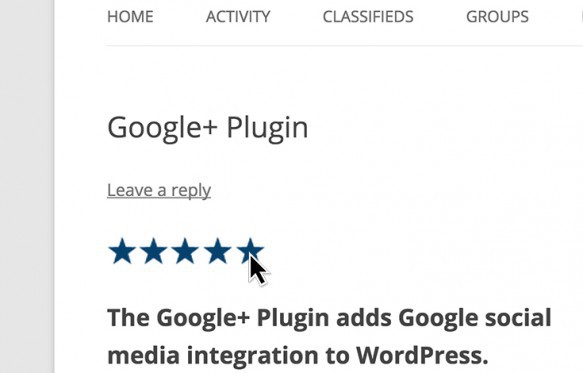 HOME ACTIVITY CLASSIFIEDS GROUPS
Google+ Plugin
Leave a reply
The Google+ Plugin adds Google social
media integration to WordPress.